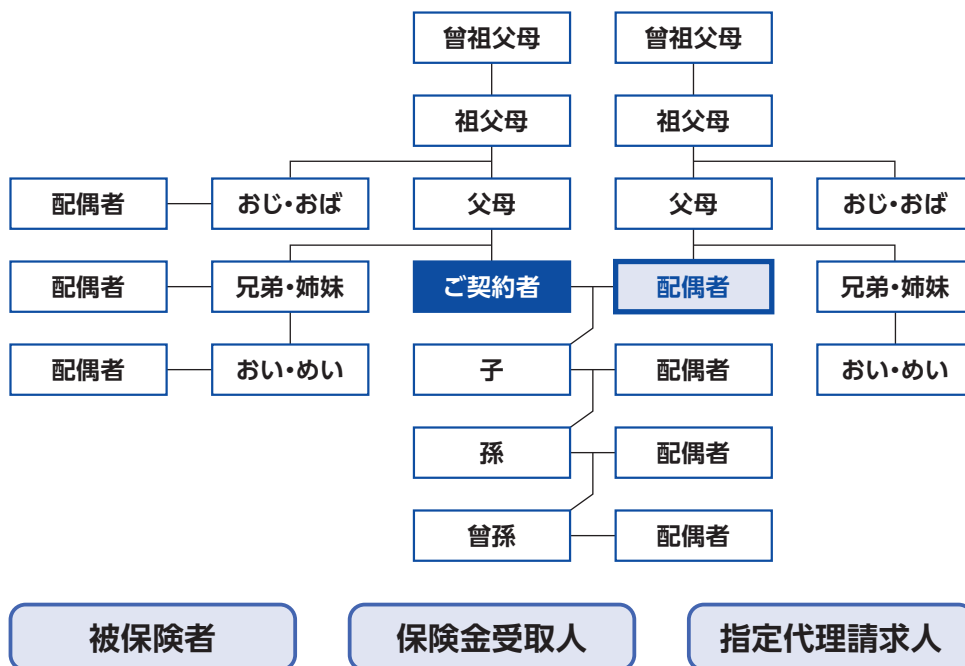 曾祖父母
曾祖父母
祖父母
祖父母
配偶者
おじ・おば
父母
父母
おじ・おば
配偶者
兄弟・姉妹
ご契約者
配偶者
兄弟・姉妹
配偶者
おい・めい
子
配偶者
おい・めい
孫
配偶者
曾孫
配偶者
被保険者
保険金受取人
指定代理請求人